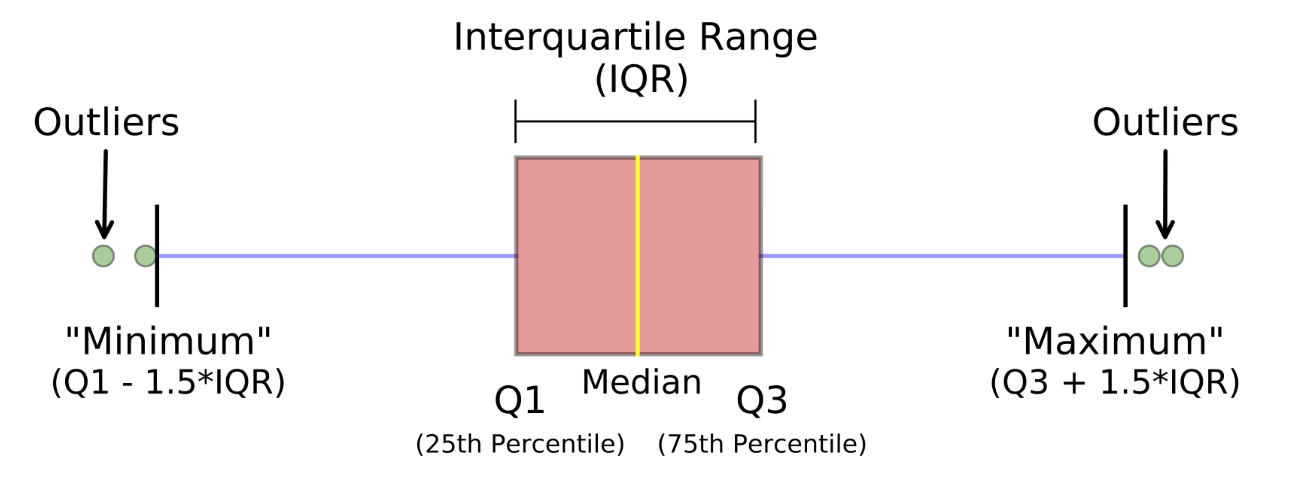 Interquartile Range
(IQR)
Outliers
Outliers
"Minimum"
(Q1 - 1.5*IQR)
"Maximum"
(Q3 + 1.5*IQR)
Q1
Median
Q3
(25th Percentile)
(75th Percentile)